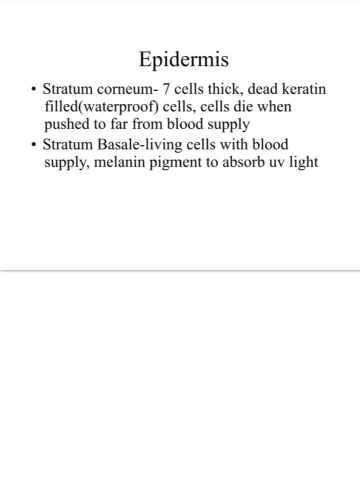 Epidermis
• Stratum corneum- 7 cells thick, dead keratin
filled(waterproof) cells, cells die when
pushed to far from blood supply
• Stratum Basale-living cells with blood
supply, melanin pigment to absorb uv light